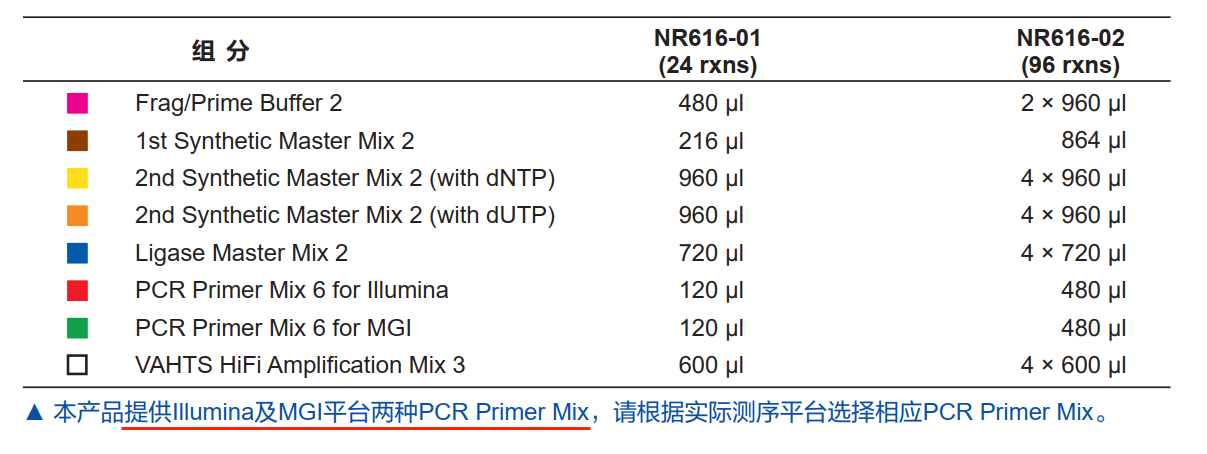 组 分 NR616-01 (24 rxns) NR616-02 (96 rxns)
Frag/Prime Buffer 2 480 µl 2 × 960 µl
1st Synthetic Master Mix 2 216 µl 864 µl
2nd Synthetic Master Mix 2 (with dNTP) 960 µl 4 × 960 µl
2nd Synthetic Master Mix 2 (with dUTP) 960 µl 4 × 960 µl
Ligase Master Mix 2 720 µl 4 × 720 µl
PCR Primer Mix 6 for Illumina 120 µl 480 µl
PCR Primer Mix 6 for MGI 120 µl 480 µl
VAHTS HiFi Amplification Mix 3 600 µl 4 × 600 µl
▲ 本产品提供Illumina及MGI平台两种PCR Primer Mix，请根据实际测序平台选择相应PCR Primer Mix。